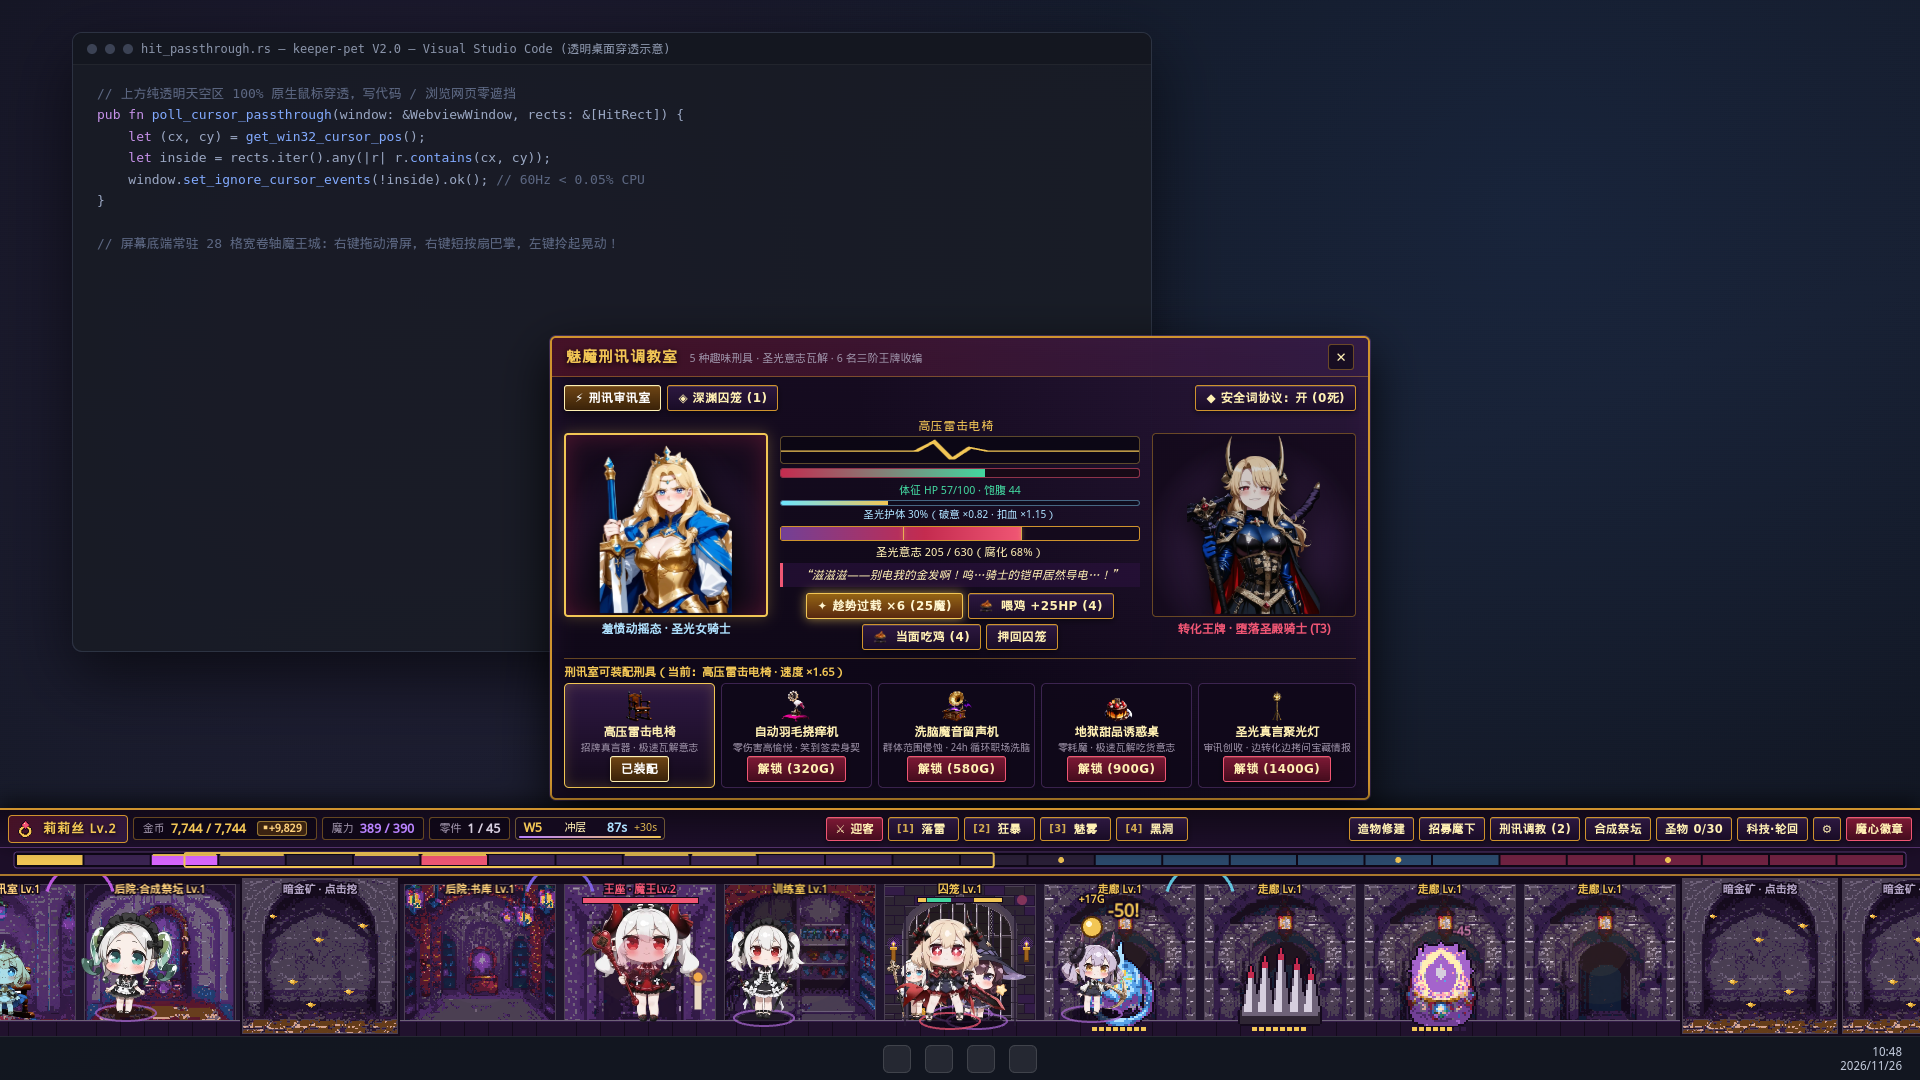 hit_passthrough.rs — keeper-pet V2.0 — Visual Studio Code (透明桌面穿透示意)
// 上方纯透明天空区 100% 原生鼠标穿透，写代码 / 浏览网页零遮挡
pub fn poll_cursor_passthrough(window: &WebviewWindow, rects: &[HitRect]) {
let (cx, cy) = get_win32_cursor_pos();
let inside = rects.iter().any(|r| r.contains(cx, cy));
window.set_ignore_cursor_events(!inside).ok(); // 60Hz < 0.05% CPU
}
// 屏幕底端常驻 28 格宽卷轴魔王城：右键拖动滑屏，右键短按扇巴掌，左键拎起晃动！
魅魔刑讯调教室 5 种趣味刑具 · 圣光意志瓦解 · 6 名三阶王牌收编 ✕
⚡ 刑讯审讯室 ◈ 深渊囚笼 (1) ◆ 安全词协议：开 (0死)
高压雷击电椅
体征 HP 57/100 · 饱腹 44
圣光护体 30%（破意 ×0.82 · 扣血 ×1.15）
圣光意志 205 / 630（腐化 68%）
“滋滋滋——别电我的金发啊！呜…骑士的铠甲居然导电…！”
✦ 趁势过载 ×6 (25魔) 喂鸡 +25HP (4)
当面吃鸡 (4) 押回囚笼
羞愤动摇态 · 圣光女骑士
转化王牌 · 堕落圣殿骑士 (T3)
刑讯室可装配刑具（当前：高压雷击电椅 · 速度 ×1.65）
高压雷击电椅
招牌真言器 · 极速瓦解意志
已装配
自动羽毛挠痒机
零伤害高愉悦 · 笑到签卖身契
解锁 (320G)
洗脑魔音留声机
群体范围侵蚀 · 24h 循环职场洗脑
解锁 (580G)
地狱甜品诱惑桌
零耗魔 · 极速瓦解吃货意志
解锁 (900G)
圣光真言聚光灯
审讯创收 · 边转化边拷问宝藏情报
解锁 (1400G)
莉莉丝 Lv.2 金币 7,744 / 7,744 +9,829 魔力 389 / 390 零件 1 / 45 W5 冲层 87s +30s
⚔ 迎客 [1] 落雷 [2] 狂暴 [3] 魅雾 [4] 黑洞
造物修建 招募麾下 刑讯调教 (2) 合成祭坛 圣物 0/30 科技·轮回 ⚙ 魔心徽章
讯室 Lv.1 后院·合成祭坛 Lv.1 暗金矿 · 点击挖 后院·书库 Lv.1 王座 · 魔王Lv.2 训练室 Lv.1 囚笼 Lv.1 走廊 Lv.1 走廊 Lv.1 走廊 Lv.1 走廊 Lv.1 暗金矿 · 点击挖 暗金矿
+17G
-50!
-45
10:48
2026/11/26